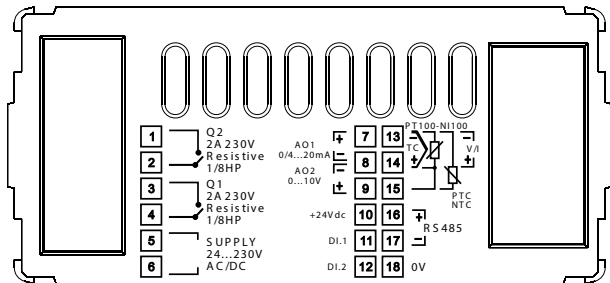 1
Q2
2A 230V
2
Resistive
1/8HP
3
Q1
2A 230V
4
Resistive
1/8HP
5
SUPPLY
24...230V
6
AC/DC
AO1
0/4...20mA
AO2
0...10V
+24Vdc
DI.1
DI.2
+
-
-
+
7 13
8 14
9 15
10 16
11 17
12 18
PT100-NI100
-
TC
+
-
V/I
+
PTC
NTC
+
RS485
-
0V